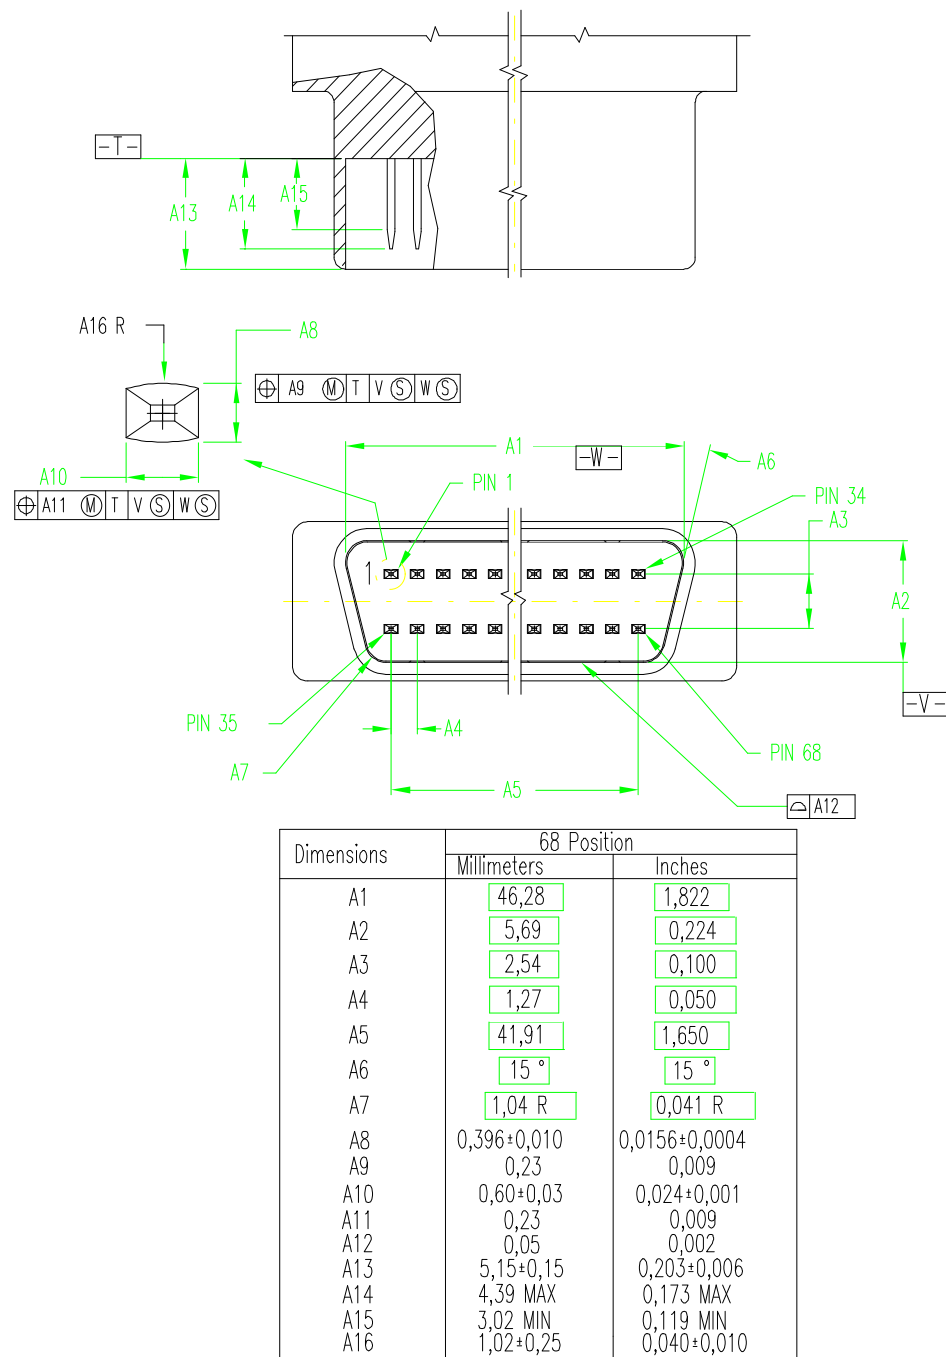 -T-
A13
A14
A15
A16 R
A8
⌖ A9 Ⓜ T V Ⓢ W Ⓢ
A10
⌖ A11 Ⓜ T V Ⓢ W Ⓢ
A1
-W-
A6
PIN 1
PIN 34
A3
1
A2
PIN 35
A4
-V-
A7
A5
PIN 68
⌓ A12
Dimensions 68 Position
Millimeters Inches
A1 46,28 1,822
A2 5,69 0,224
A3 2,54 0,100
A4 1,27 0,050
A5 41,91 1,650
A6 15 ° 15 °
A7 1,04 R 0,041 R
A8 0,396±0,010 0,0156±0,0004
A9 0,23 0,009
A10 0,60±0,03 0,024±0,001
A11 0,23 0,009
A12 0,05 0,002
A13 5,15±0,15 0,203±0,006
A14 4,39 MAX 0,173 MAX
A15 3,02 MIN 0,119 MIN
A16 1,02±0,25 0,040±0,010